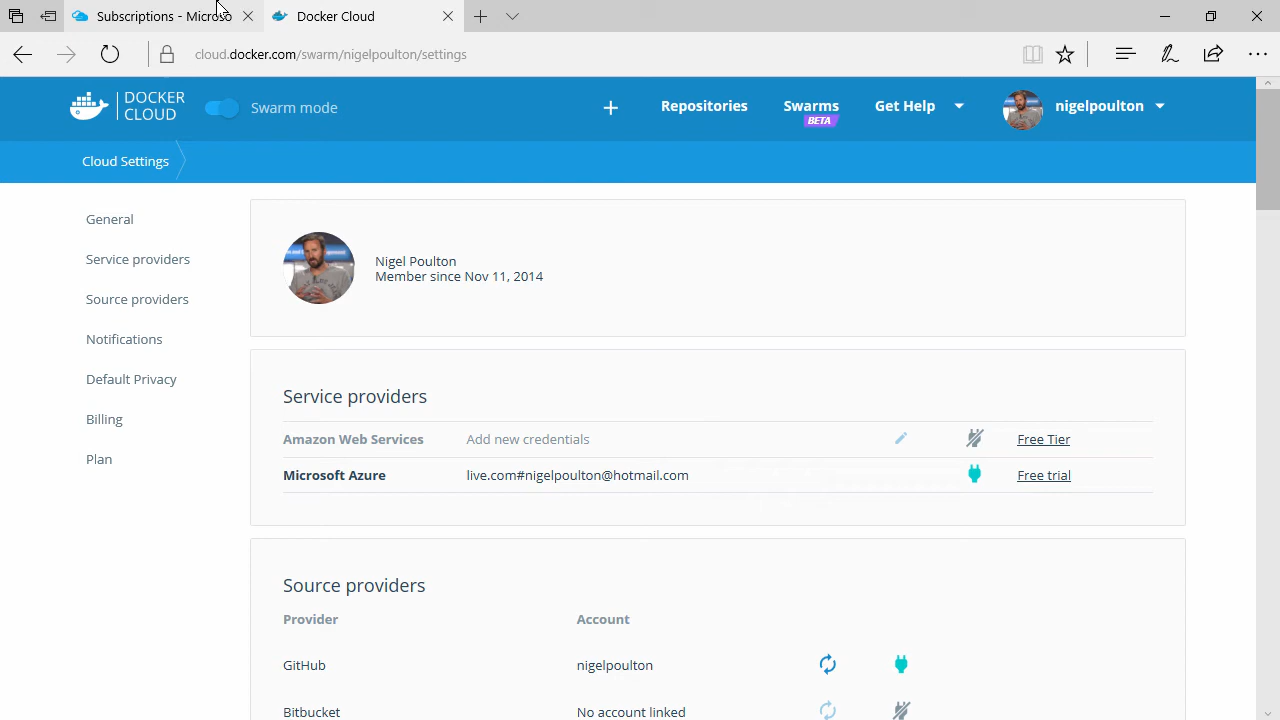 Subscriptions - Microso
Docker Cloud
cloud.docker.com/swarm/nigelpoulton/settings
DOCKER
CLOUD
Swarm mode
Repositories
Swarms
BETA
Get Help
nigelpoulton
Cloud Settings
General
Service providers
Source providers
Notifications
Default Privacy
Billing
Plan
Nigel Poulton
Member since Nov 11, 2014
Service providers
Amazon Web Services Add new credentials Free Tier
Microsoft Azure live.com#nigelpoulton@hotmail.com Free trial
Source providers
Provider Account
GitHub nigelpoulton
Bitbucket No account linked